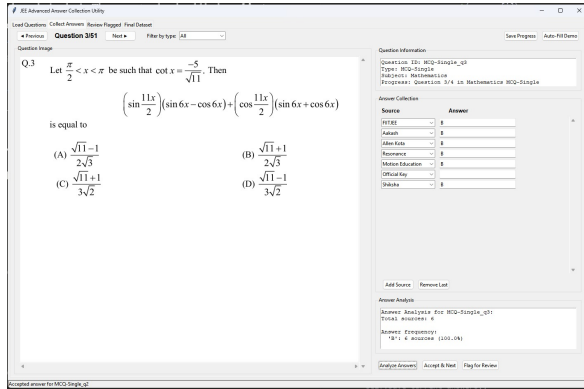 JEE Advanced Answer Collection Utility
Load Questions Collect Answers Review Flagged Final Dataset
◄ Previous Question 3/51 Next ► Filter by type: All Save Progress Auto-Fill Demo
Question Image
Q.3 Let π/2 < x < π be such that cot x = −5/√11. Then
(sin 11x/2)(sin 6x − cos 6x) + (cos 11x/2)(sin 6x + cos 6x)
is equal to
(A) √11−1/2√3 (B) √11+1/2√3
(C) √11+1/3√2 (D) √11−1/3√2
Question Information
Question ID: MCQ-Single_q3
Type: MCQ-Single
Subject: Mathematics
Progress: Question 3/4 in Mathematics MCQ-Single
Answer Collection
Source Answer
FIITJEE B
Aakash B
Allen Kota B
Resonance B
Motion Education B
Official Key
Shiksha B
Add Source Remove Last
Answer Analysis
Answer Analysis for MCQ-Single_q3:
Total sources: 6
Answer frequency:
'B': 6 sources (100.0%)
Analyze Answers Accept & Next Flag for Review
Accepted answer for MCQ-Single_q2